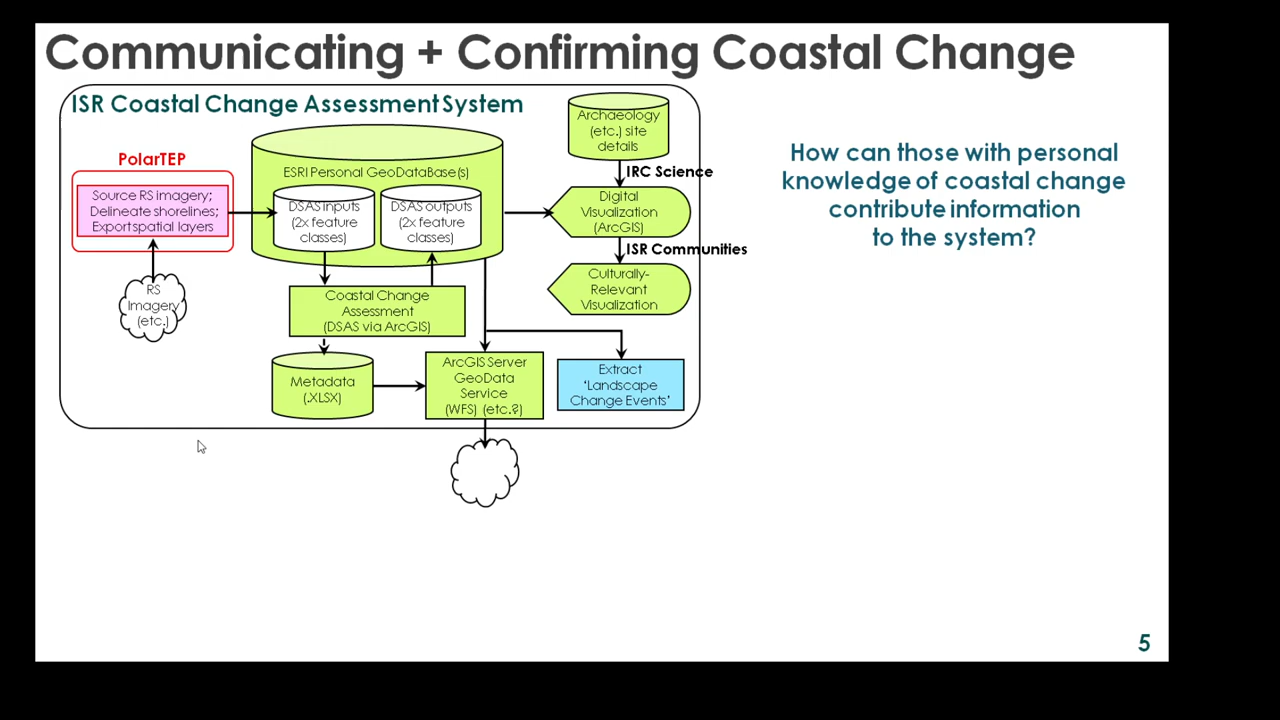 Communicating + Confirming Coastal Change
ISR Coastal Change Assessment System
PolarTEP
Source RS imagery;
Delineate shorelines;
Export spatial layers
RS
Imagery
(etc.)
ESRI Personal GeoDataBase(s)
DSAS inputs
(2x feature
classes)
DSAS outputs
(2x feature
classes)
Coastal Change
Assessment
(DSAS via ArcGIS)
Metadata
(.XLSX)
ArcGIS Server
GeoData
Service
(WFS) (etc.?)
Archaeology
(etc.) site
details
IRC Science
Digital
Visualization
(ArcGIS)
ISR Communities
Culturally-
Relevant
Visualization
Extract
‘Landscape
Change Events’
How can those with personal
knowledge of coastal change
contribute information
to the system?
5